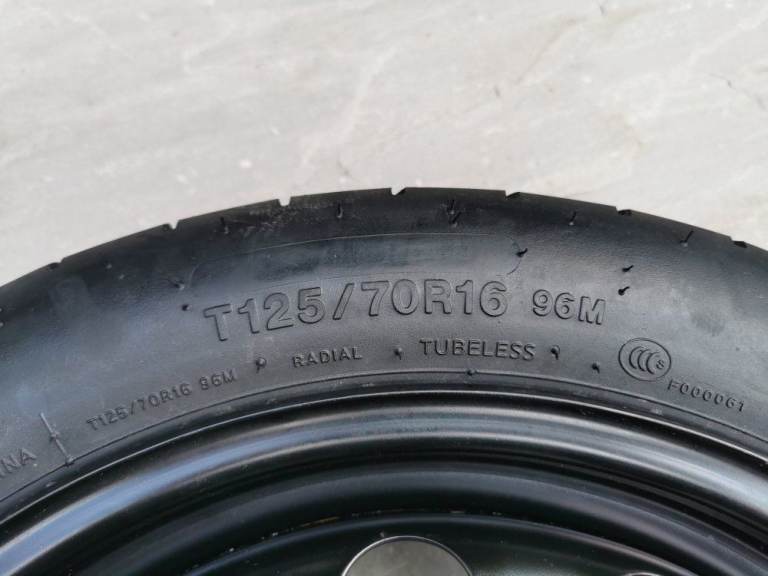 T125/70R16 96M
T125/70R16 96M RADIAL TUBELESS
F000061